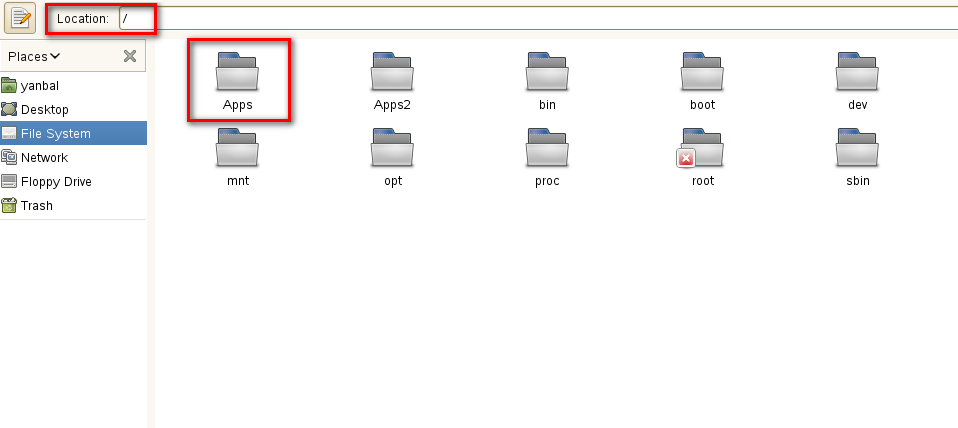 Location: /
Places
yanbal
Desktop
File System
Network
Floppy Drive
Trash
Apps Apps2 bin boot dev
mnt opt proc root sbin